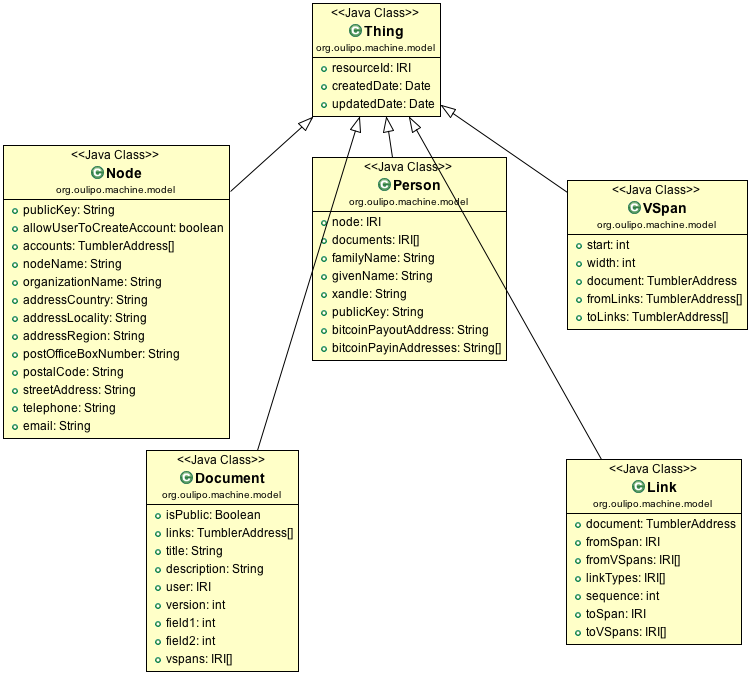 <<Java Class>>
C Thing
org.oulipo.machine.model
resourceId: IRI
createdDate: Date
updatedDate: Date
<<Java Class>>
C Node
org.oulipo.machine.model
publicKey: String
allowUserToCreateAccount: boolean
accounts: TumblerAddress[]
nodeName: String
organizationName: String
addressCountry: String
addressLocality: String
addressRegion: String
postOfficeBoxNumber: String
postalCode: String
streetAddress: String
telephone: String
email: String
<<Java Class>>
C Person
org.oulipo.machine.model
node: IRI
documents: IRI[]
familyName: String
givenName: String
xandle: String
publicKey: String
bitcoinPayoutAddress: String
bitcoinPayinAddresses: String[]
<<Java Class>>
C VSpan
org.oulipo.machine.model
start: int
width: int
document: TumblerAddress
fromLinks: TumblerAddress[]
toLinks: TumblerAddress[]
<<Java Class>>
C Document
org.oulipo.machine.model
isPublic: Boolean
links: TumblerAddress[]
title: String
description: String
user: IRI
version: int
field1: int
field2: int
vspans: IRI[]
<<Java Class>>
C Link
org.oulipo.machine.model
document: TumblerAddress
fromSpan: IRI
fromVSpans: IRI[]
linkTypes: IRI[]
sequence: int
toSpan: IRI
toVSpans: IRI[]